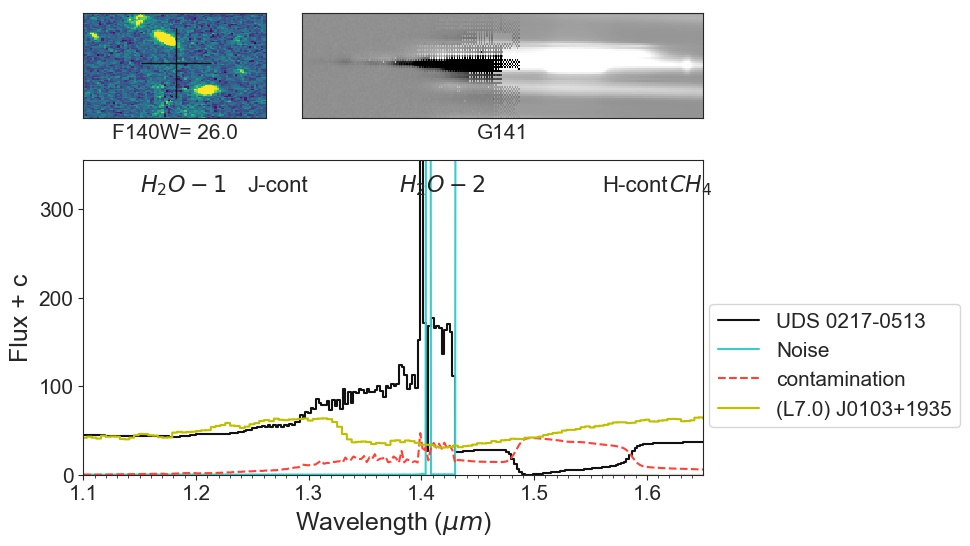 F140W= 26.0
G141
H₂O − 1 J-cont H₂O − 2 H-cont CH₄
300
200
100
0
Flux + c
1.1 1.2 1.3 1.4 1.5 1.6
Wavelength (μm)
UDS 0217-0513
Noise
contamination
(L7.0) J0103+1935